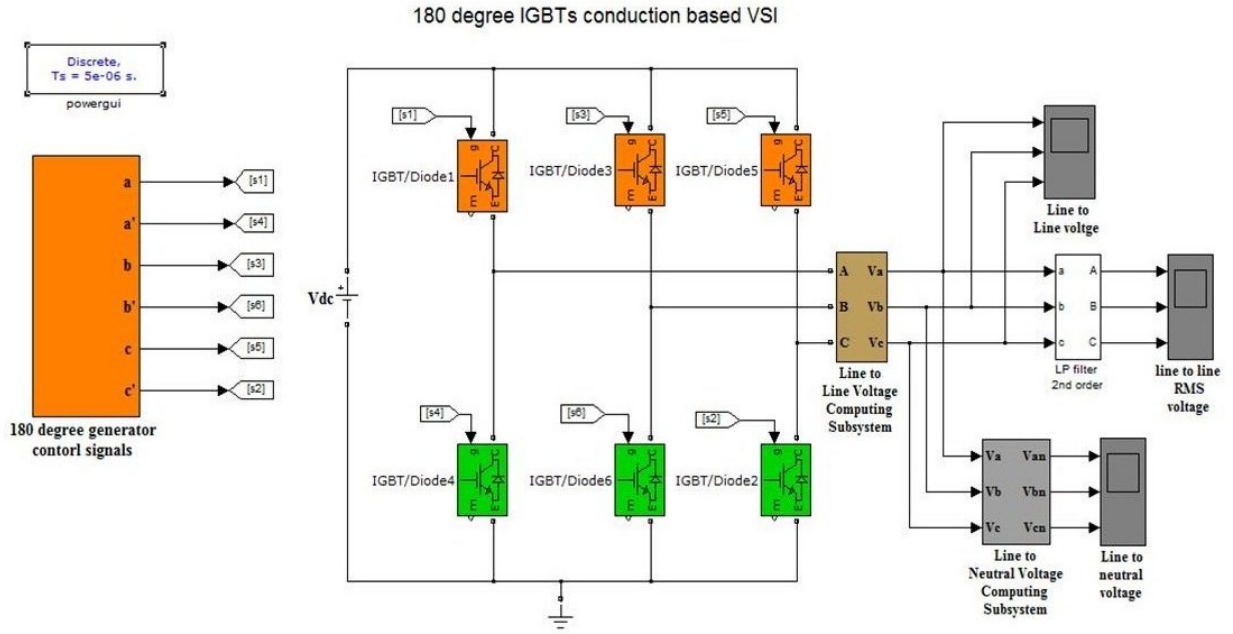 180 degree IGBTs conduction based VSI
Discrete,
Ts = 5e-06 s.
powergui
a
a'
b
b'
c
c'
[s1]
[s4]
[s3]
[s6]
[s5]
[s2]
180 degree generator
contorl signals
Vdc
+
[s1]
[s3]
[s5]
g
C
m
E
g
C
m
E
g
C
m
E
IGBT/Diode1
IGBT/Diode3
IGBT/Diode5
[s4]
[s6]
[s2]
g
C
m
E
g
C
m
E
g
C
m
E
IGBT/Diode4
IGBT/Diode6
IGBT/Diode2
A Va
B Vb
C Vc
Line to
Line Voltage
Computing
Subsystem
Line to
Line voltge
a A
b B
c C
LP filter
2nd order
line to line
RMS
voltage
Va Van
Vb Vbn
Vc Vcn
Line to
Neutral Voltage
Computing
Subsystem
Line to
neutral
voltage